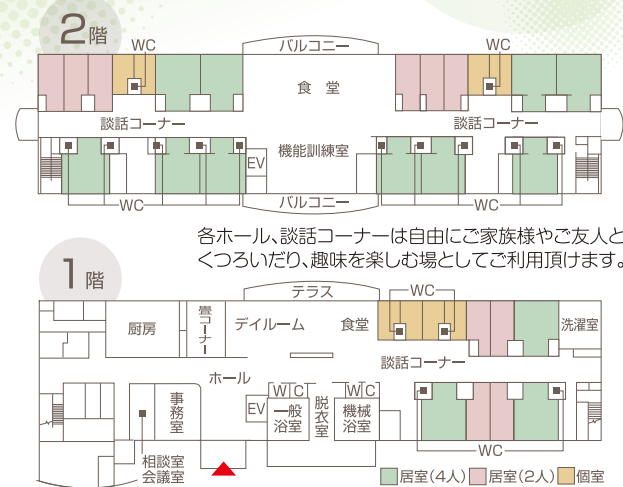 2階
WC
バルコニー
WC
食堂
談話コーナー
談話コーナー
機能訓練室
EV
WC
バルコニー
WC
各ホール、談話コーナーは自由にご家族様やご友人と
くつろいだり、趣味を楽しむ場としてご利用頂けます。
1階
テラス
WC
厨房
畳コーナー
デイルーム
食堂
洗濯室
談話コーナー
ホール
事務室
EV
WC
一般浴室
脱衣室
WC
機械浴室
WC
相談室
会議室
居室(4人)
居室(2人)
個室